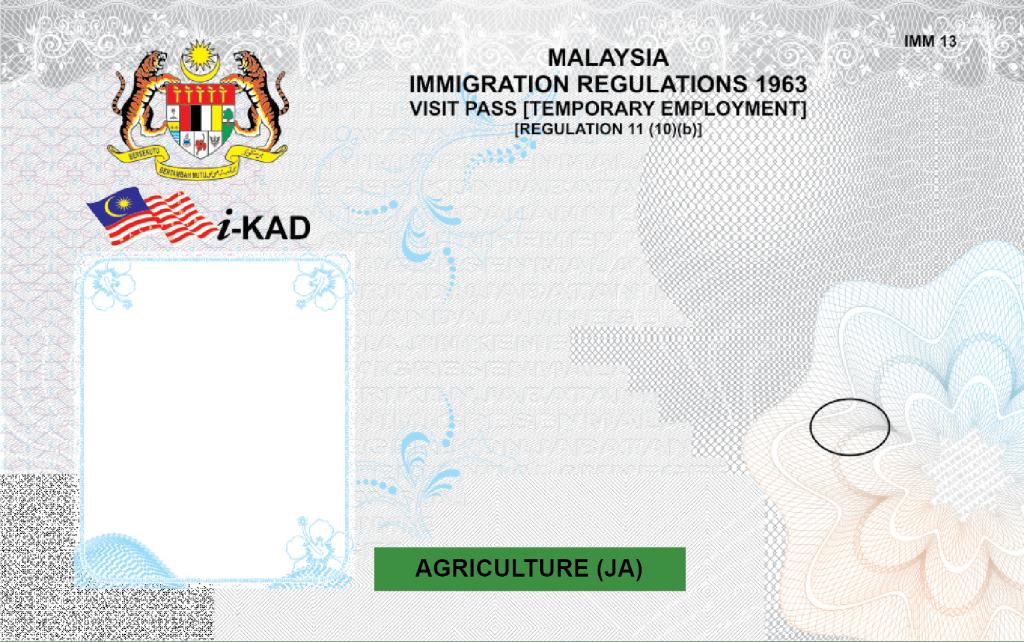 IMM 13
MALAYSIA
IMMIGRATION REGULATIONS 1963
VISIT PASS [TEMPORARY EMPLOYMENT]
[REGULATION 11 (10)(b)]
BERSEKUTU
BERTAMBAH MUTU
i-KAD
AGRICULTURE (JA)